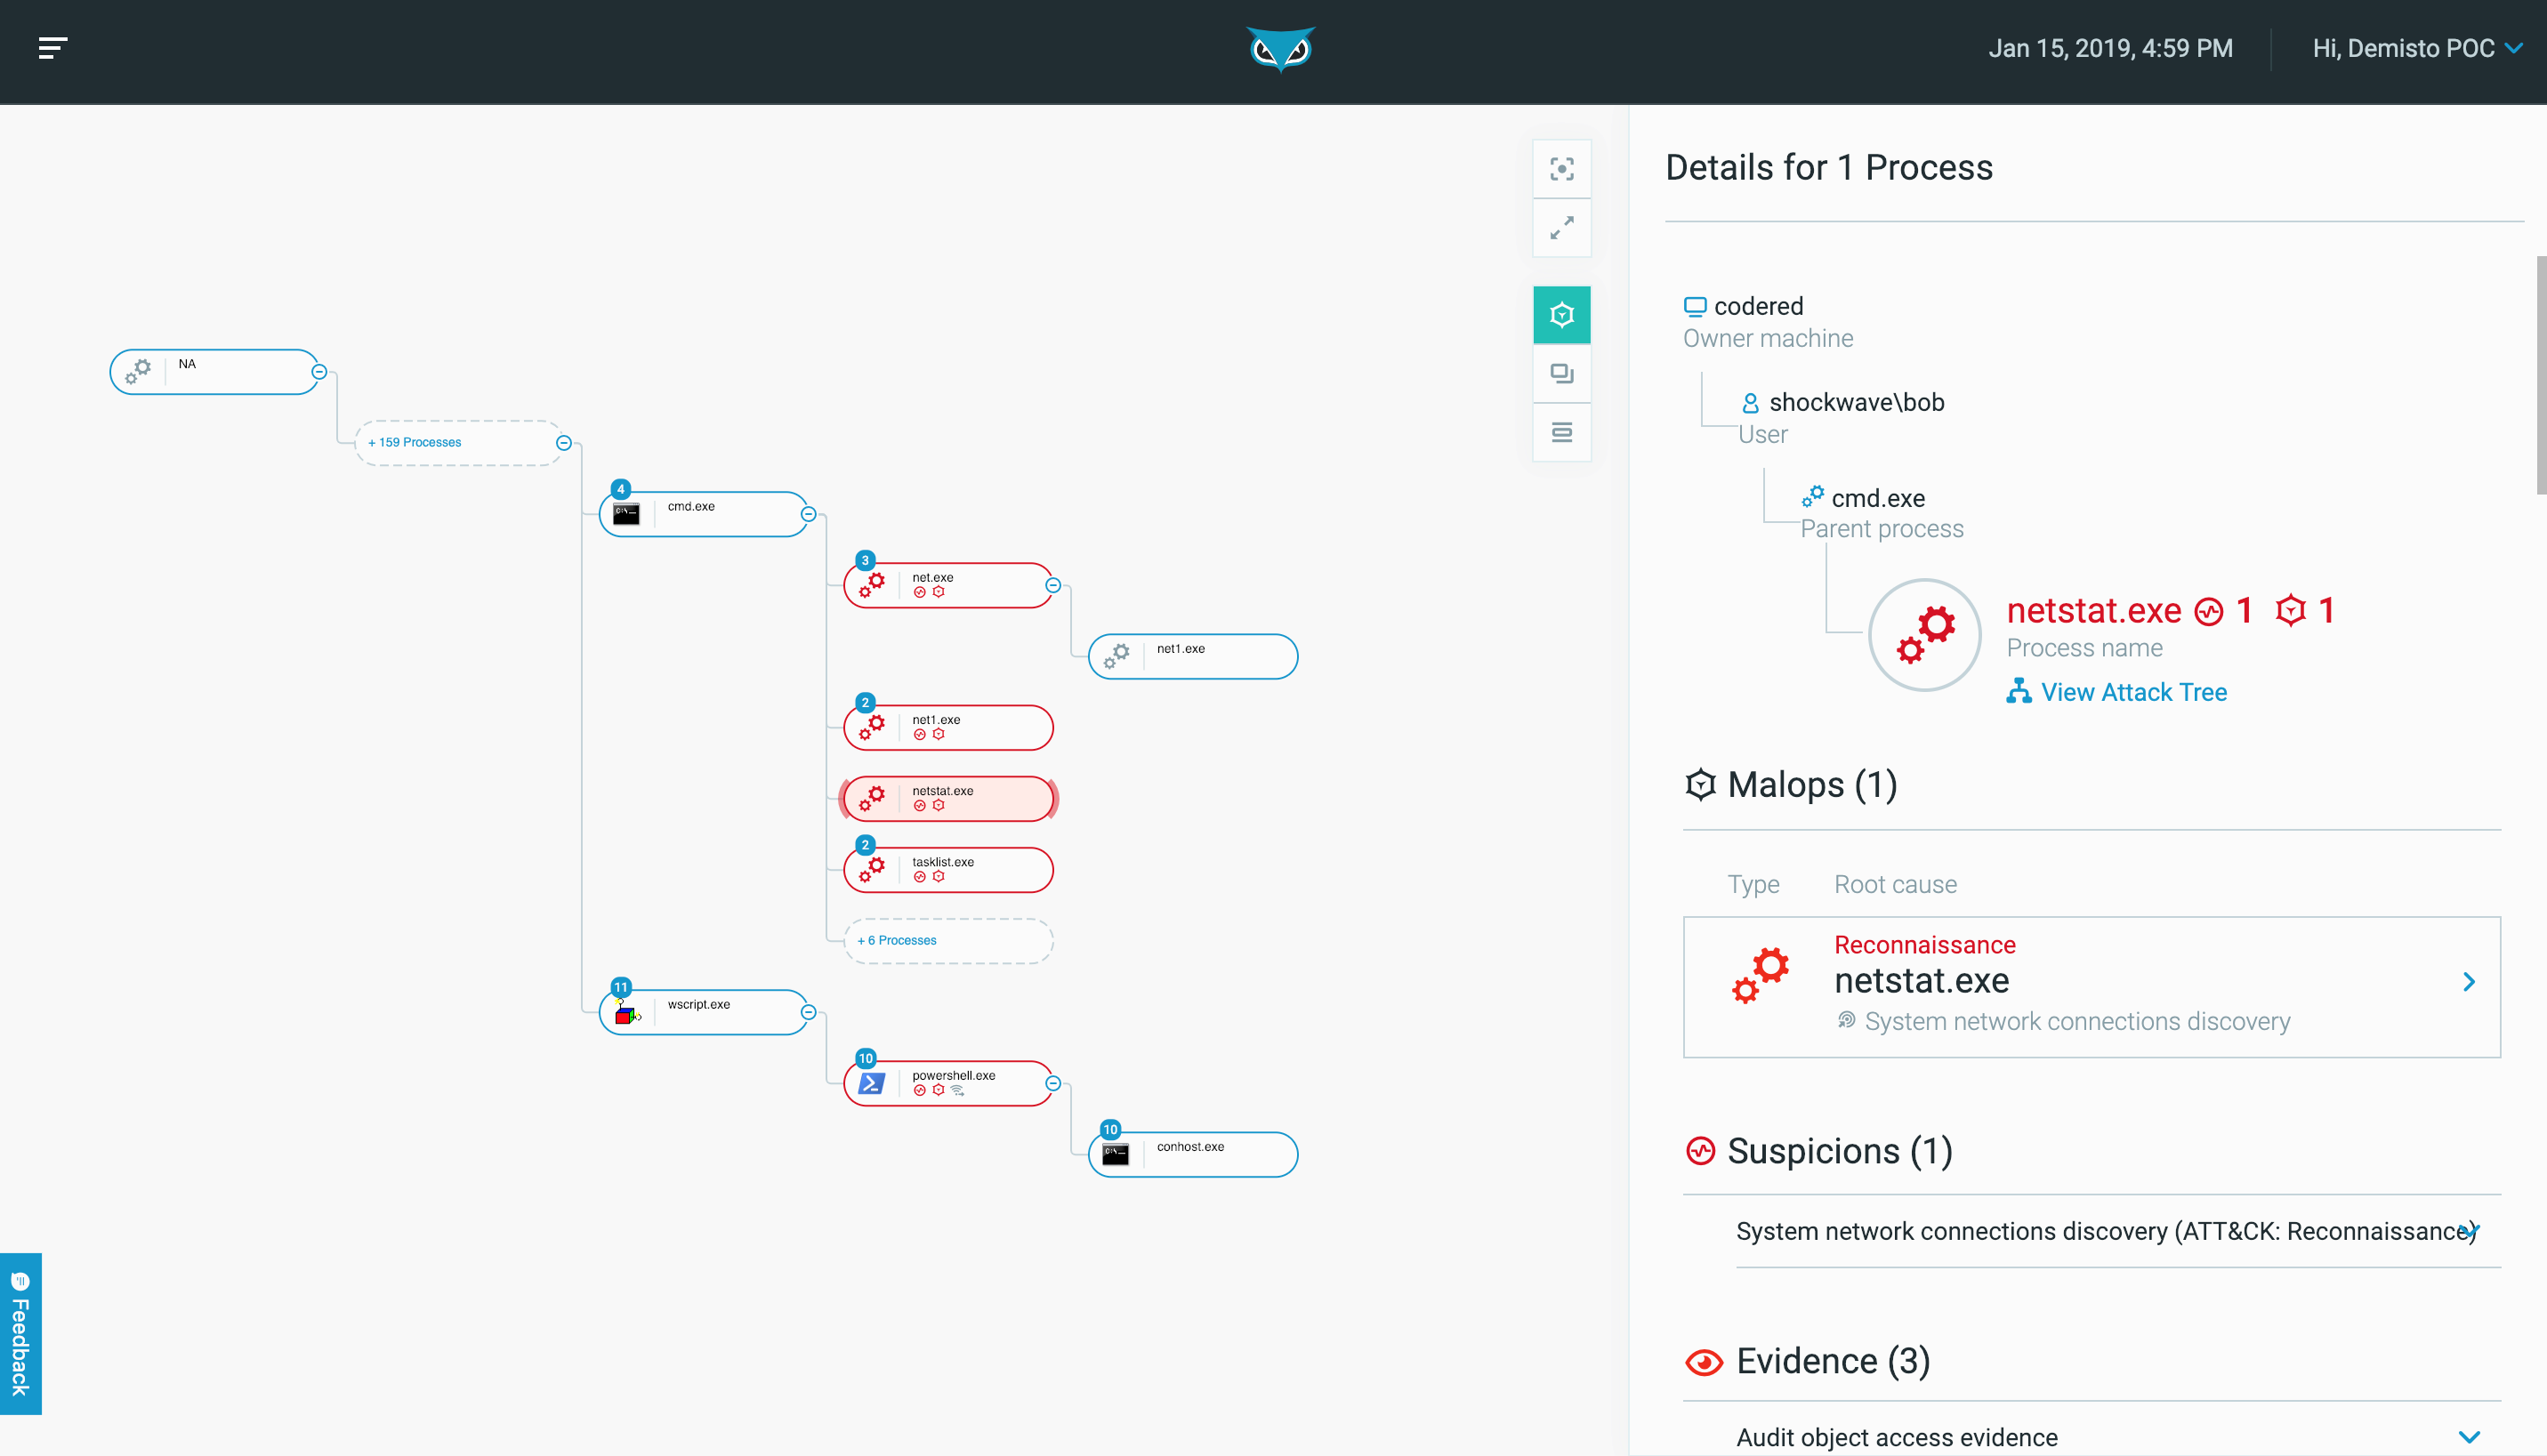 Jan 15, 2019, 4:59 PM
Hi, Demisto POC
NA
+ 159 Processes
4
cmd.exe
3
net.exe
net1.exe
2
net1.exe
netstat.exe
2
tasklist.exe
+ 6 Processes
11
wscript.exe
10
powershell.exe
10
conhost.exe
Feedback
Details for 1 Process
codered
Owner machine
shockwave\bob
User
cmd.exe
Parent process
netstat.exe 1 1
Process name
View Attack Tree
Malops (1)
Type Root cause
Reconnaissance
netstat.exe
System network connections discovery
Suspicions (1)
System network connections discovery (ATT&CK: Reconnaissance)
Evidence (3)
Audit object access evidence